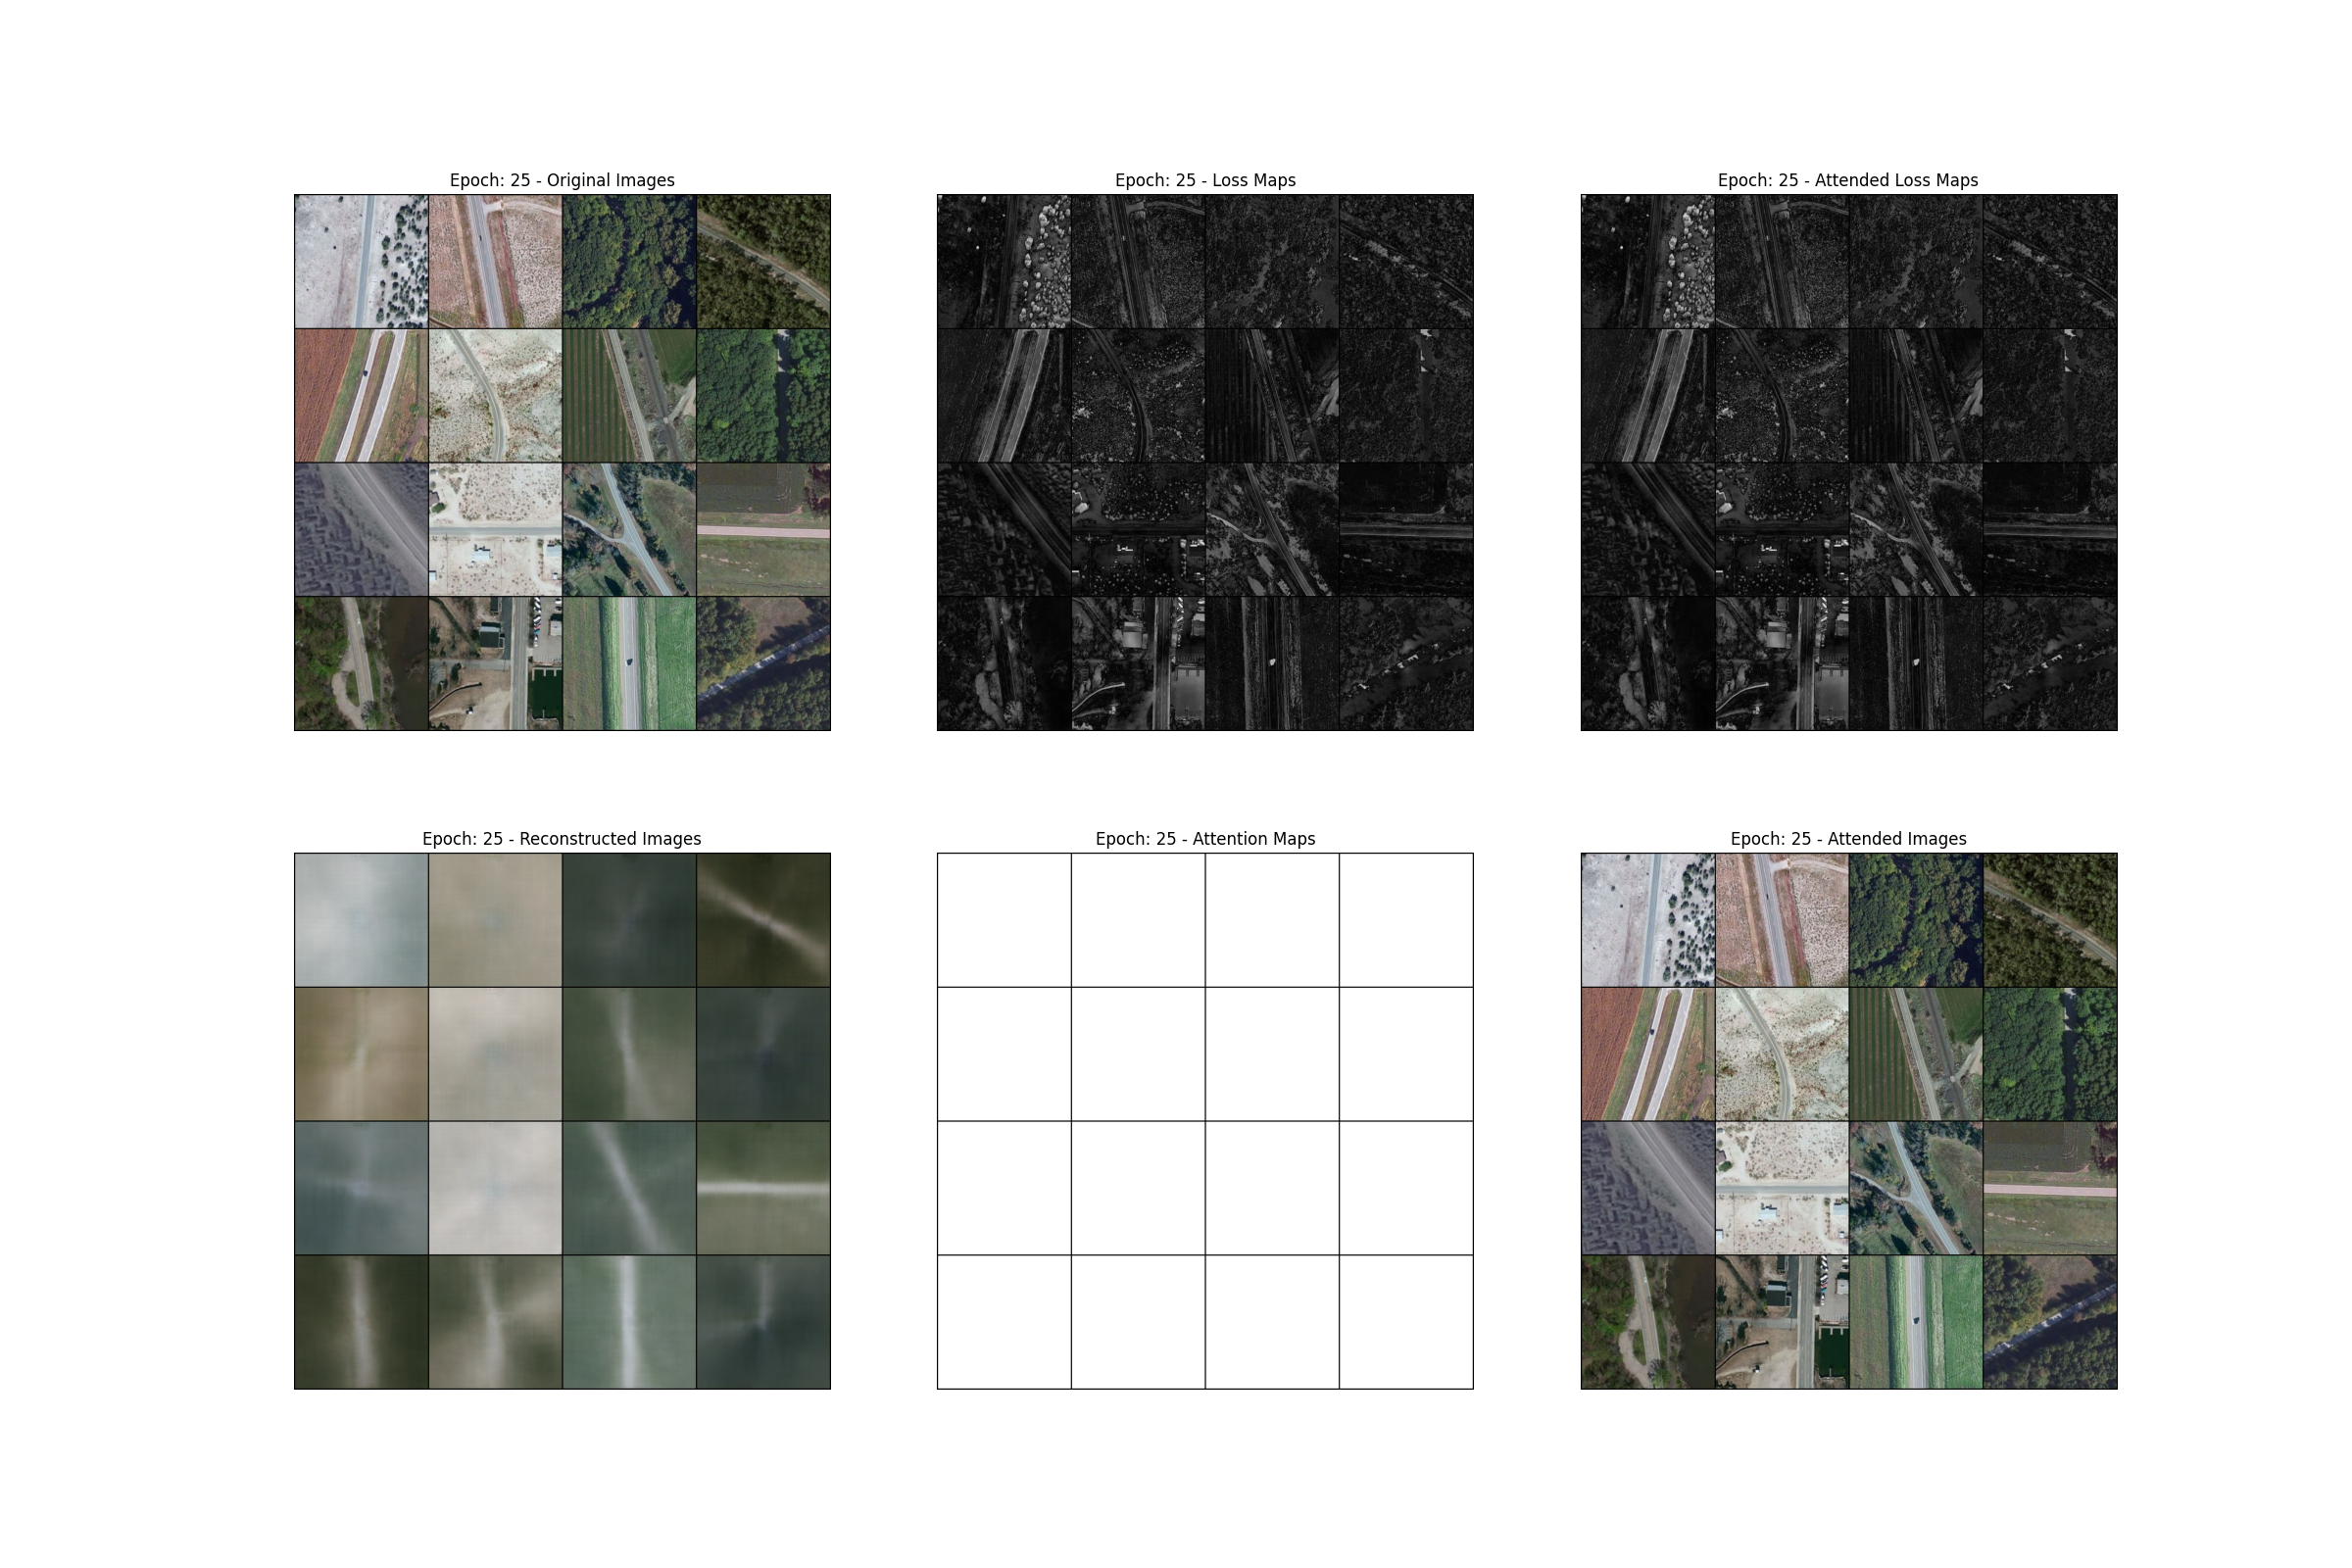 Epoch: 25 - Original Images
Epoch: 25 - Loss Maps
Epoch: 25 - Attended Loss Maps
Epoch: 25 - Reconstructed Images
Epoch: 25 - Attention Maps
Epoch: 25 - Attended Images